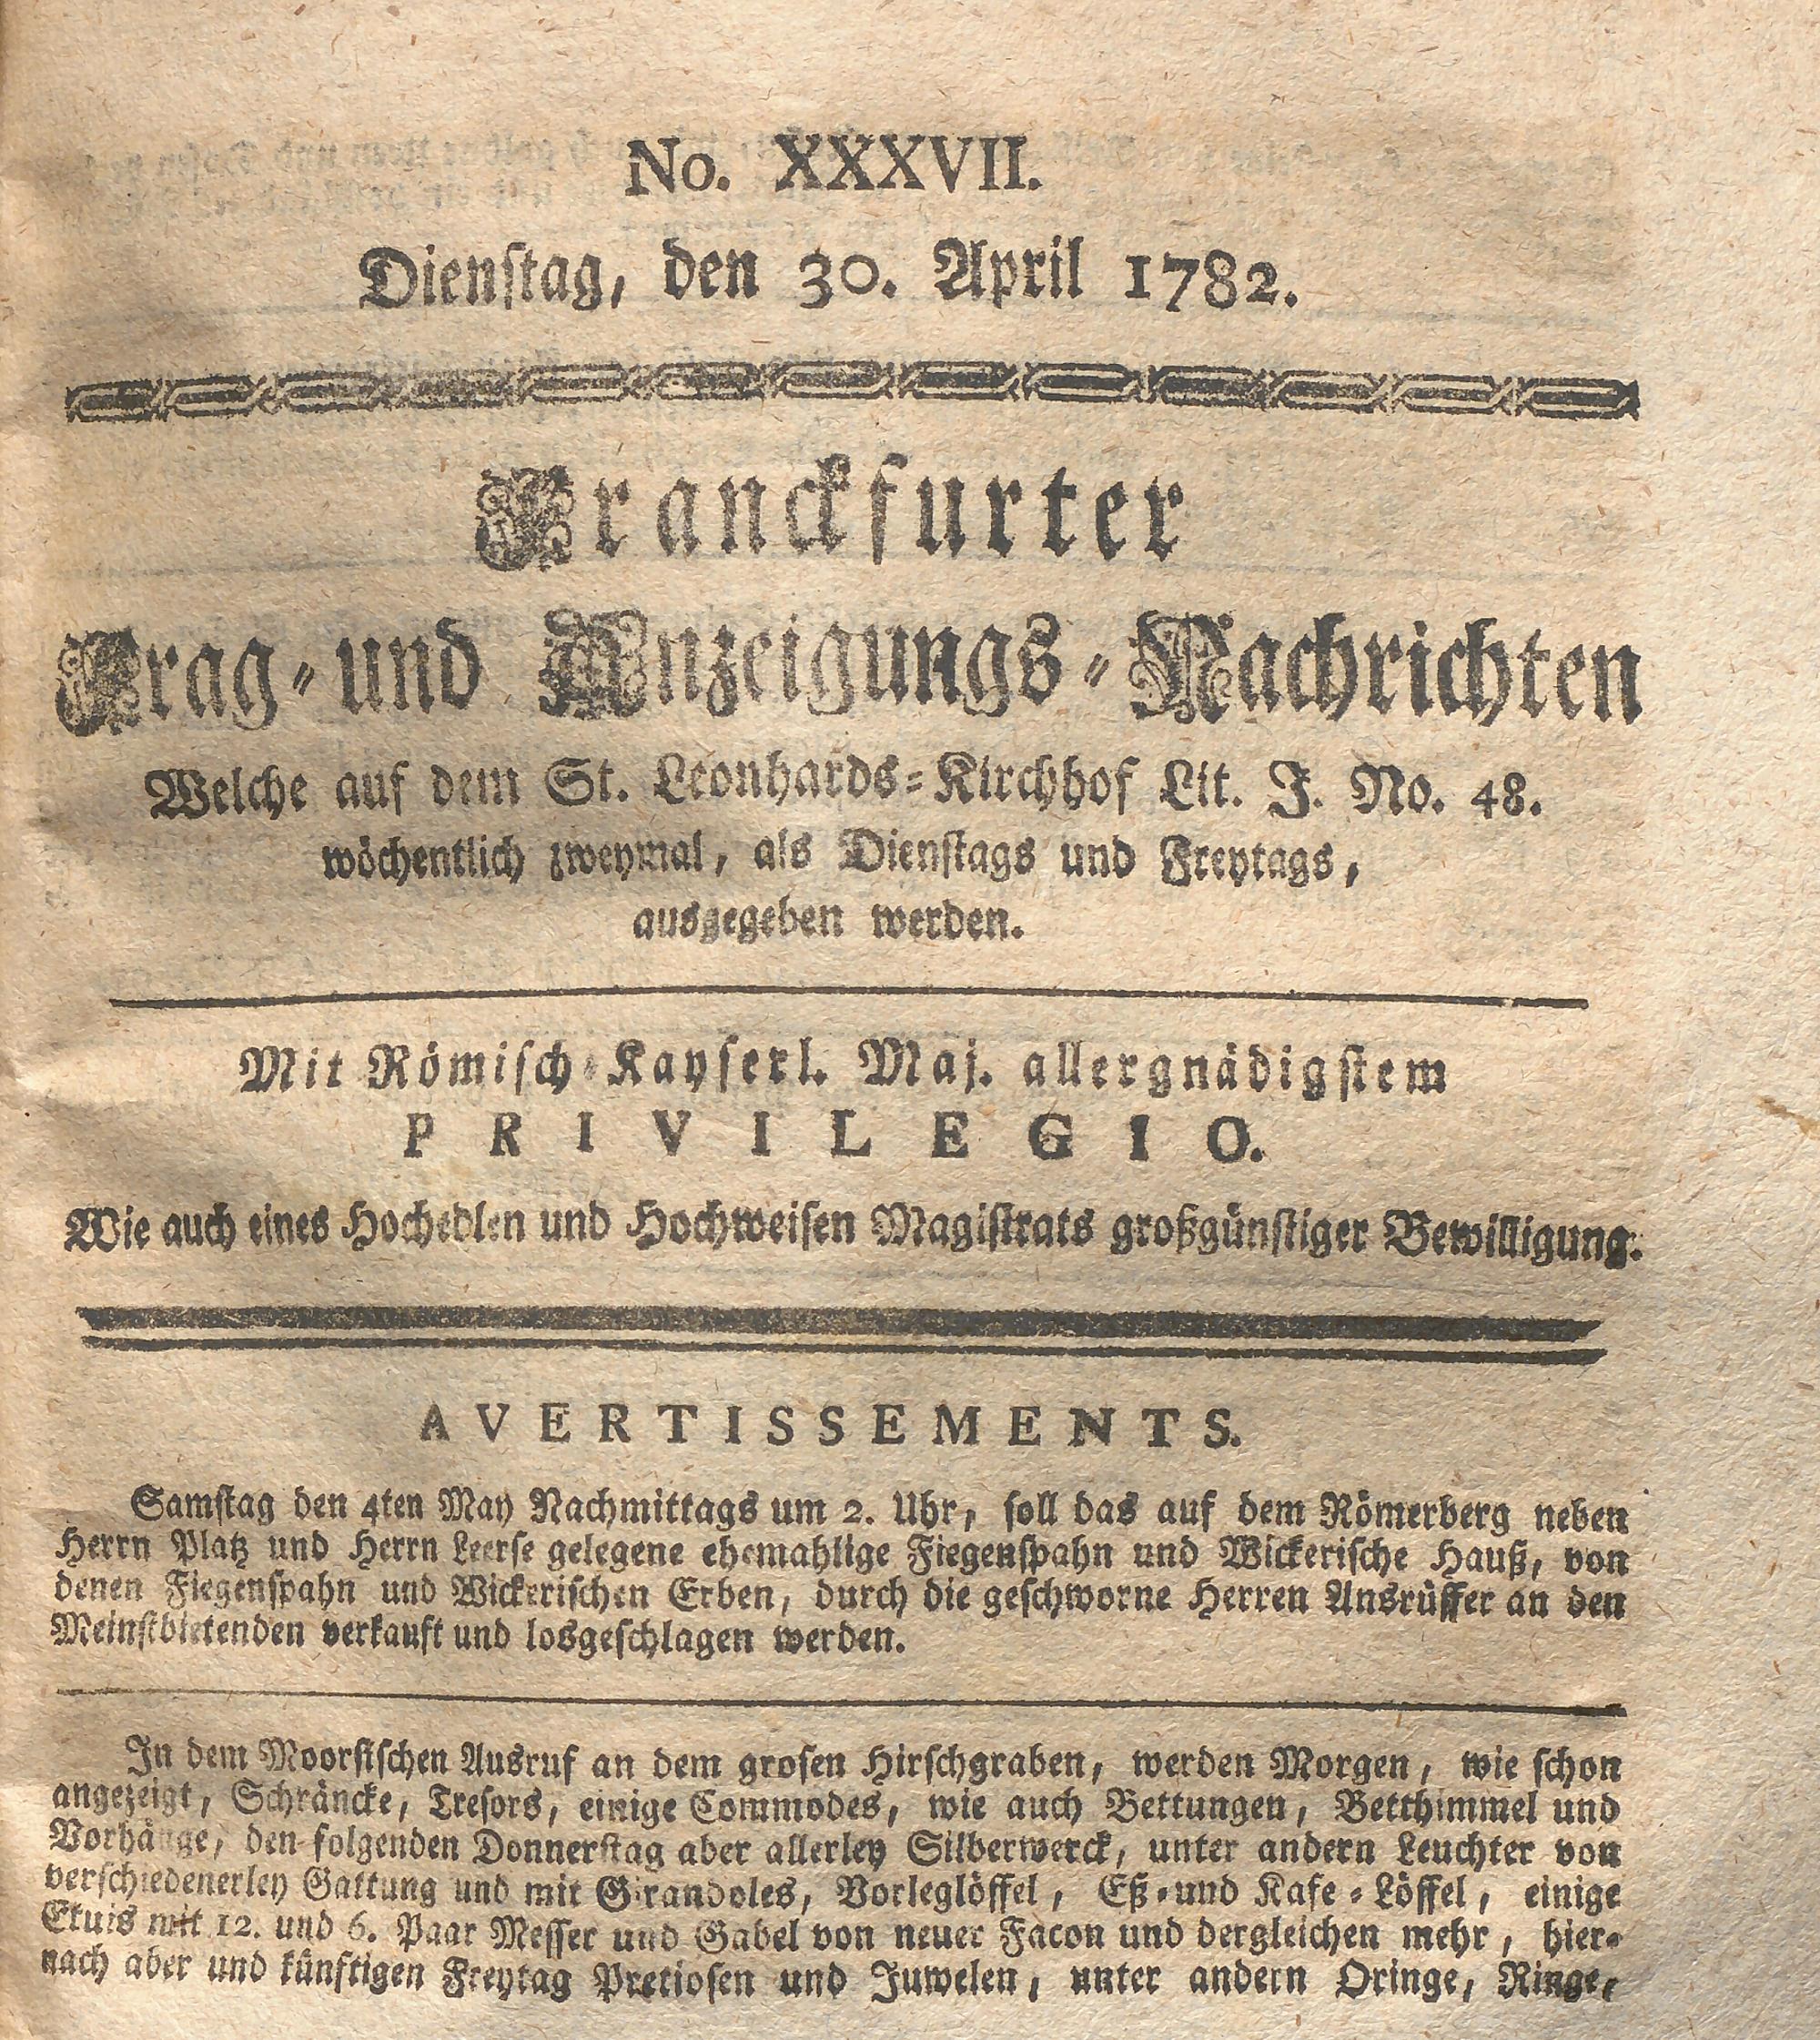 No. XXXVII.
Dienstag, den 30. April 1782.
Franckfurter
Frag- und Anzeigungs-Nachrichten
Welche auf dem St. Leonhards-Kirchhof Lit. J. No. 48.
wöchentlich zweymal, als Dienstags und Freytags,
ausgegeben werden.
Mit Römisch-Kayserl. Maj. allergnädigstem
PRIVILEGIO.
Wie auch eines Hochedlen und Hochweisen Magistrats großgünstiger Bewilligung.
AVERTISSEMENTS.
Samstag den 4ten May Nachmittags um 2. Uhr, soll das auf dem Römerberg neben
Herrn Platz und Herrn Leerse gelegene ehemahlige Fiegenspahn und Wickerische Hauß, von
denen Fiegenspahn und Wickerischen Erben, durch die geschworne Herren Ausrüffer an den
Meinstbietenden verkauft und losgeschlagen werden.
In dem Moorsischen Ausruf an dem grosen Hirschgraben, werden Morgen, wie schon
angezeigt, Schräncke, Tresors, einige Commodes, wie auch Bettungen, Betthimmel und
Vorhänge, den folgenden Donnerstag aber allerley Silberwerck, unter andern Leuchter von
verschiedenerley Gattung und mit Girandoles, Vorleglöffel, Eß-und Kafe-Löffel, einige
Etuis mit 12. und 6. Paar Messer und Gabel von neuer Facon und dergleichen mehr, hier-
nach aber und künftigen Freytag Pretiosen und Juwelen, unter andern Oringe, Ringe,